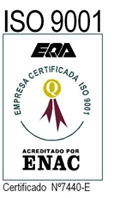 ISO 9001
EQA
EMPRESA CERTIFICADA ISO 9001
Q
ACREDITADO POR
ENAC
Certificado Nº7440-E